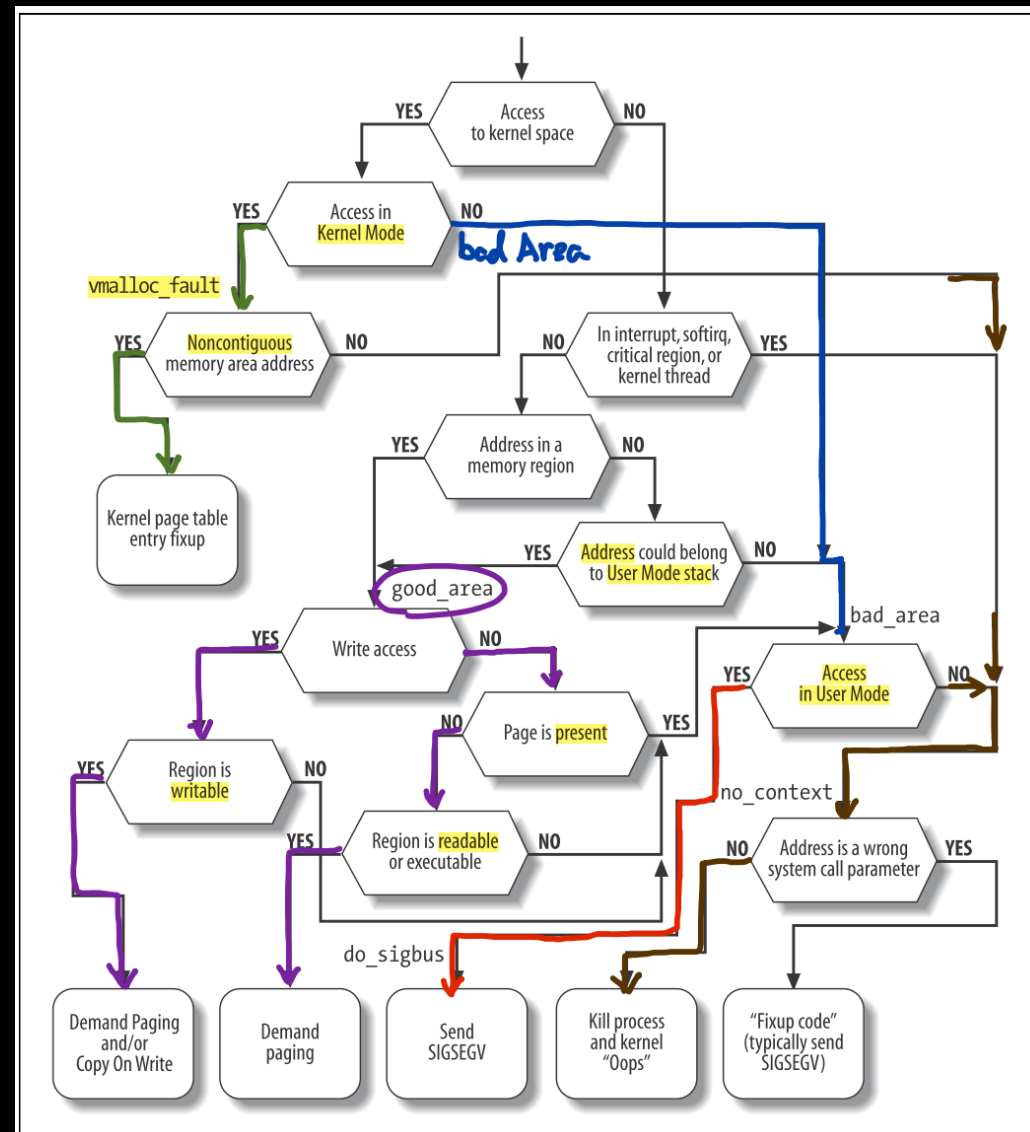 YES
Access
to kernel space
NO
YES
Access in
Kernel Mode
NO
bad Area
vmalloc_fault
YES
Noncontiguous
memory area address
NO
NO
In interrupt, softirq,
critical region, or
kernel thread
YES
YES
Address in a
memory region
NO
Kernel page table
entry fixup
YES
Address could belong
to User Mode stack
NO
good_area
bad_area
YES
Write access
NO
YES
Access
in User Mode
NO
NO
Page is present
YES
YES
Region is
writable
NO
no_context
YES
Region is readable
or executable
NO
NO
Address is a wrong
system call parameter
YES
do_sigbus
Demand Paging
and/or
Copy On Write
Demand
paging
Send
SIGSEGV
Kill process
and kernel
“Oops”
“Fixup code”
(typically send
SIGSEGV)